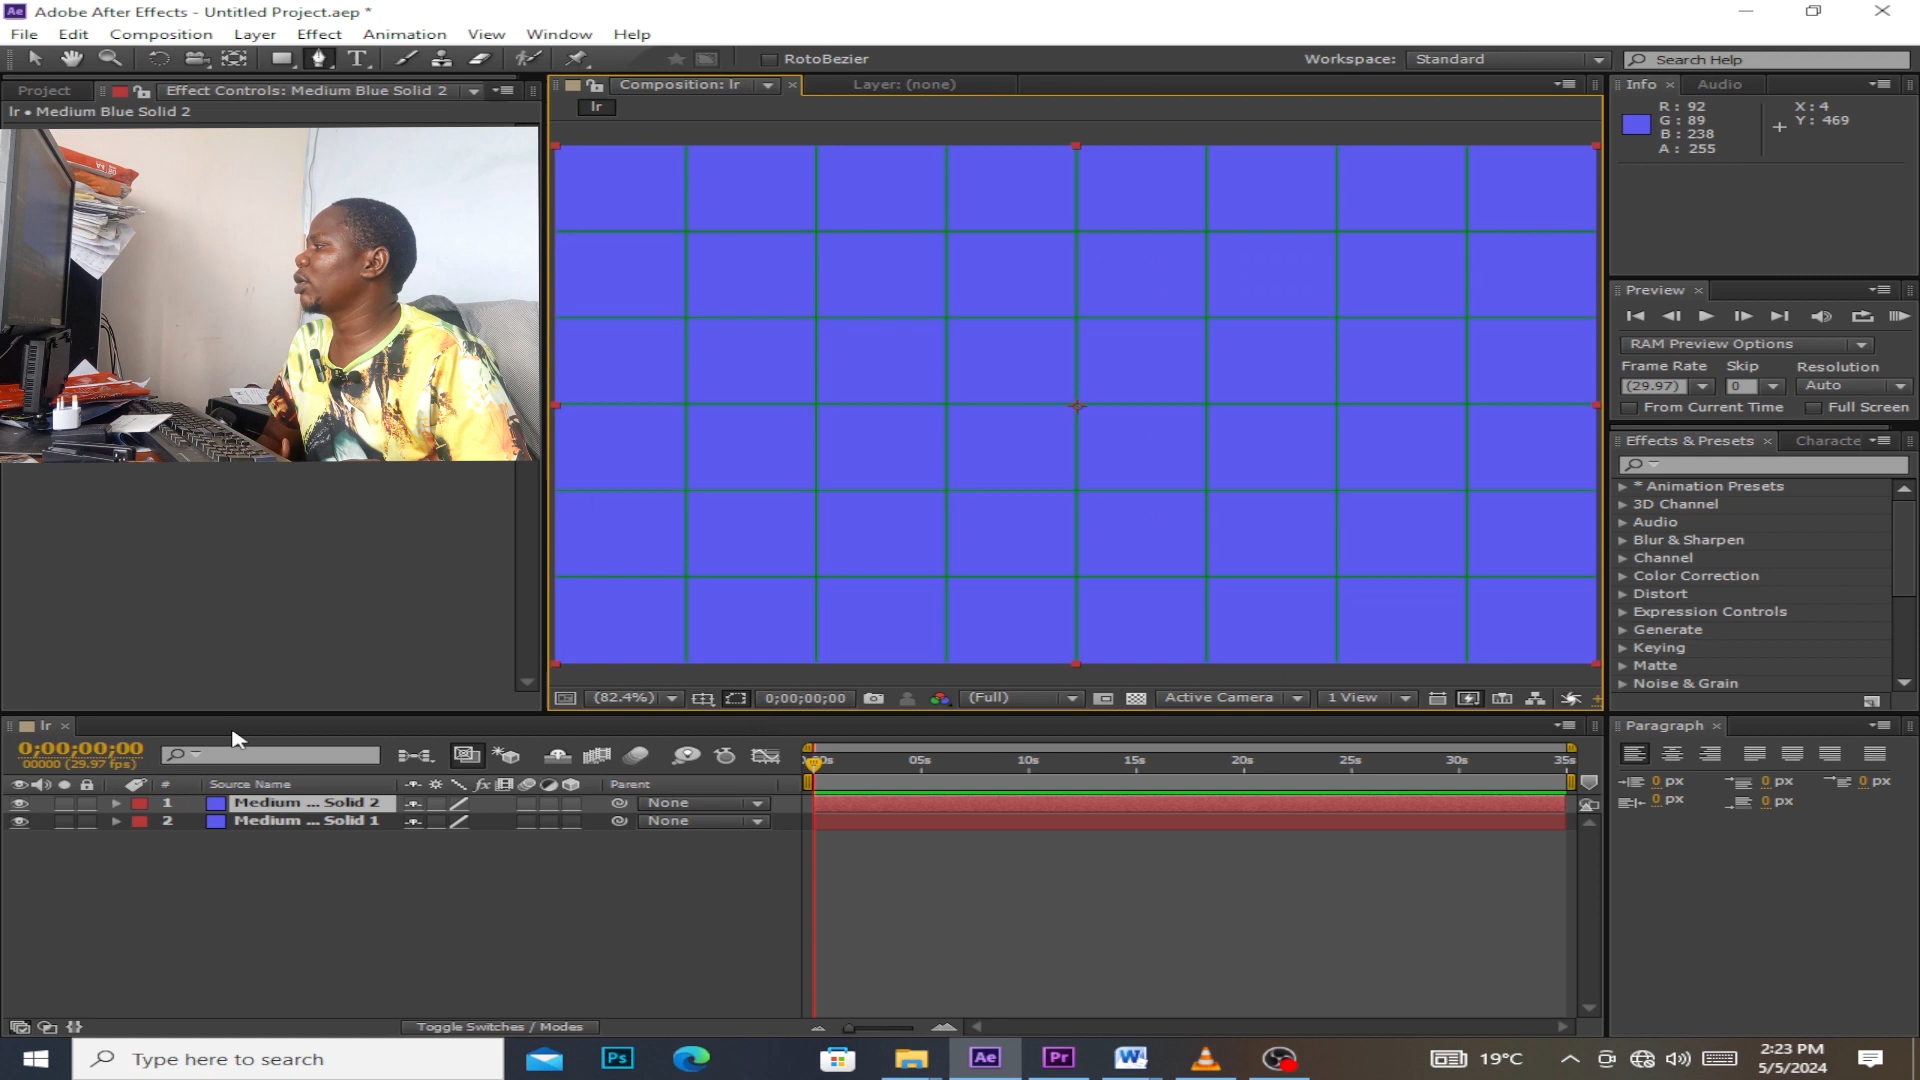 Adobe After Effects - Untitled Project.aep *
File Edit Composition Layer Effect Animation View Window Help
RotoBezier
Workspace: Standard
Search Help
Project
Effect Controls: Medium Blue Solid 2
Composition: lr
Layer: (none)
Info
Audio
lr • Medium Blue Solid 2
lr
R: 92
G: 89
B: 238
A: 255
X: 4
Y: 469
Preview
RAM Preview Options
Frame Rate Skip Resolution
(29.97) 0 Auto
From Current Time Full Screen
Effects & Presets
Characte
* Animation Presets
3D Channel
Audio
Blur & Sharpen
Channel
Color Correction
Distort
Expression Controls
Generate
Keying
Matte
Noise & Grain
(82.4%) 0;00;00;00 (Full) Active Camera 1 View
lr
0;00;00;00
00000 (29.97 fps)
# Source Name Parent
1 Medium ... Solid 2 None
2 Medium ... Solid 1 None
05s 10s 15s 20s 25s 30s 35s
Toggle Switches / Modes
Paragraph
0 px 0 px 0 px
0 px 0 px
Type here to search
Ps
Ae
Pr
W
19°C
2:23 PM
5/5/2024